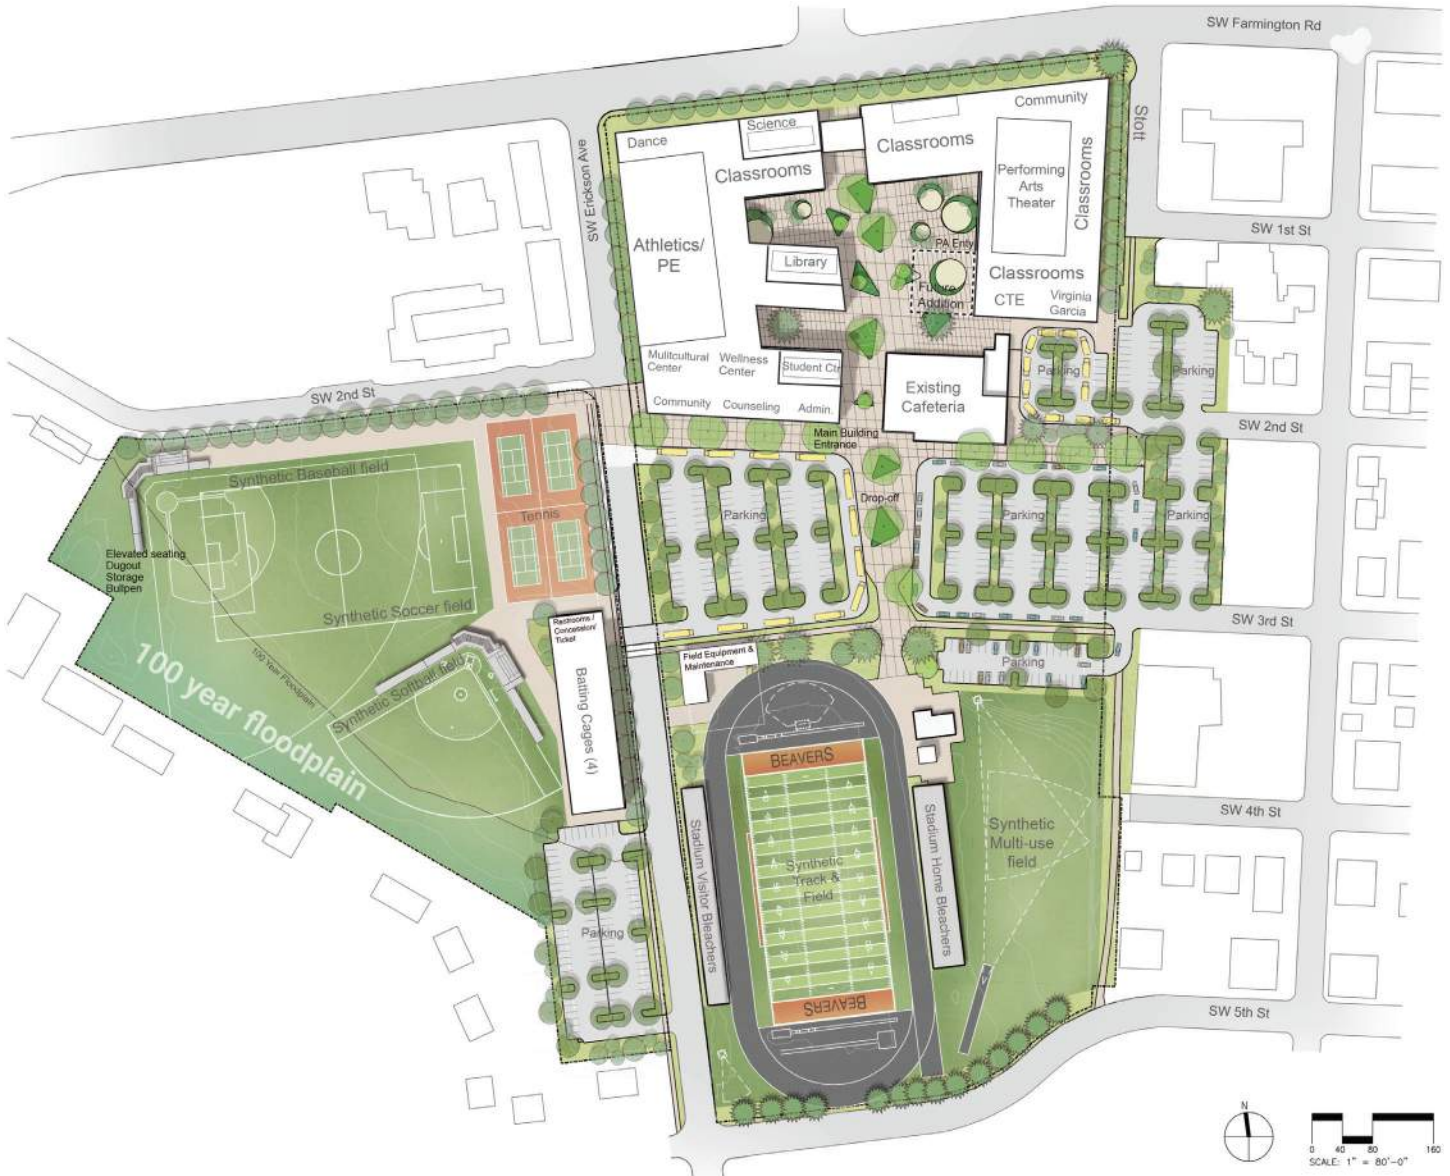 SW Farmington Rd
Stott
SW Erickson Ave
Dance
Science
Classrooms
Classrooms
Community
Performing
Arts
Theater
Classrooms
SW 1st St
Athletics/
PE
Library
PA Enty
Classrooms
Future
Addition
CTE
Virginia
Garcia
Mulitcultural
Center
Wellness
Center
Student Ctr
Community
Counseling
Admin.
Existing
Cafeteria
Parking
Parking
SW 2nd St
SW 2nd St
Main Building
Entrance
Drop-off
Synthetic Baseball field
Tennis
Parking
Parking
Parking
Elevated seating
Dugout
Storage
Bullpen
Synthetic Soccer field
Restrooms /
Concession/
Ticket
SW 3rd St
100 year floodplain
100 Year Floodplain
Synthetic Softball field
Batting Cages (4)
Field Equipment &
Maintenance
Parking
BEAVERS
Stadium Visitor Bleachers
Synthetic
Track &
Field
Stadium Home Bleachers
Synthetic
Multi-use
field
SW 4th St
Parking
BEAVERS
SW 5th St
N
0 40 80 160
SCALE: 1" = 80'-0"